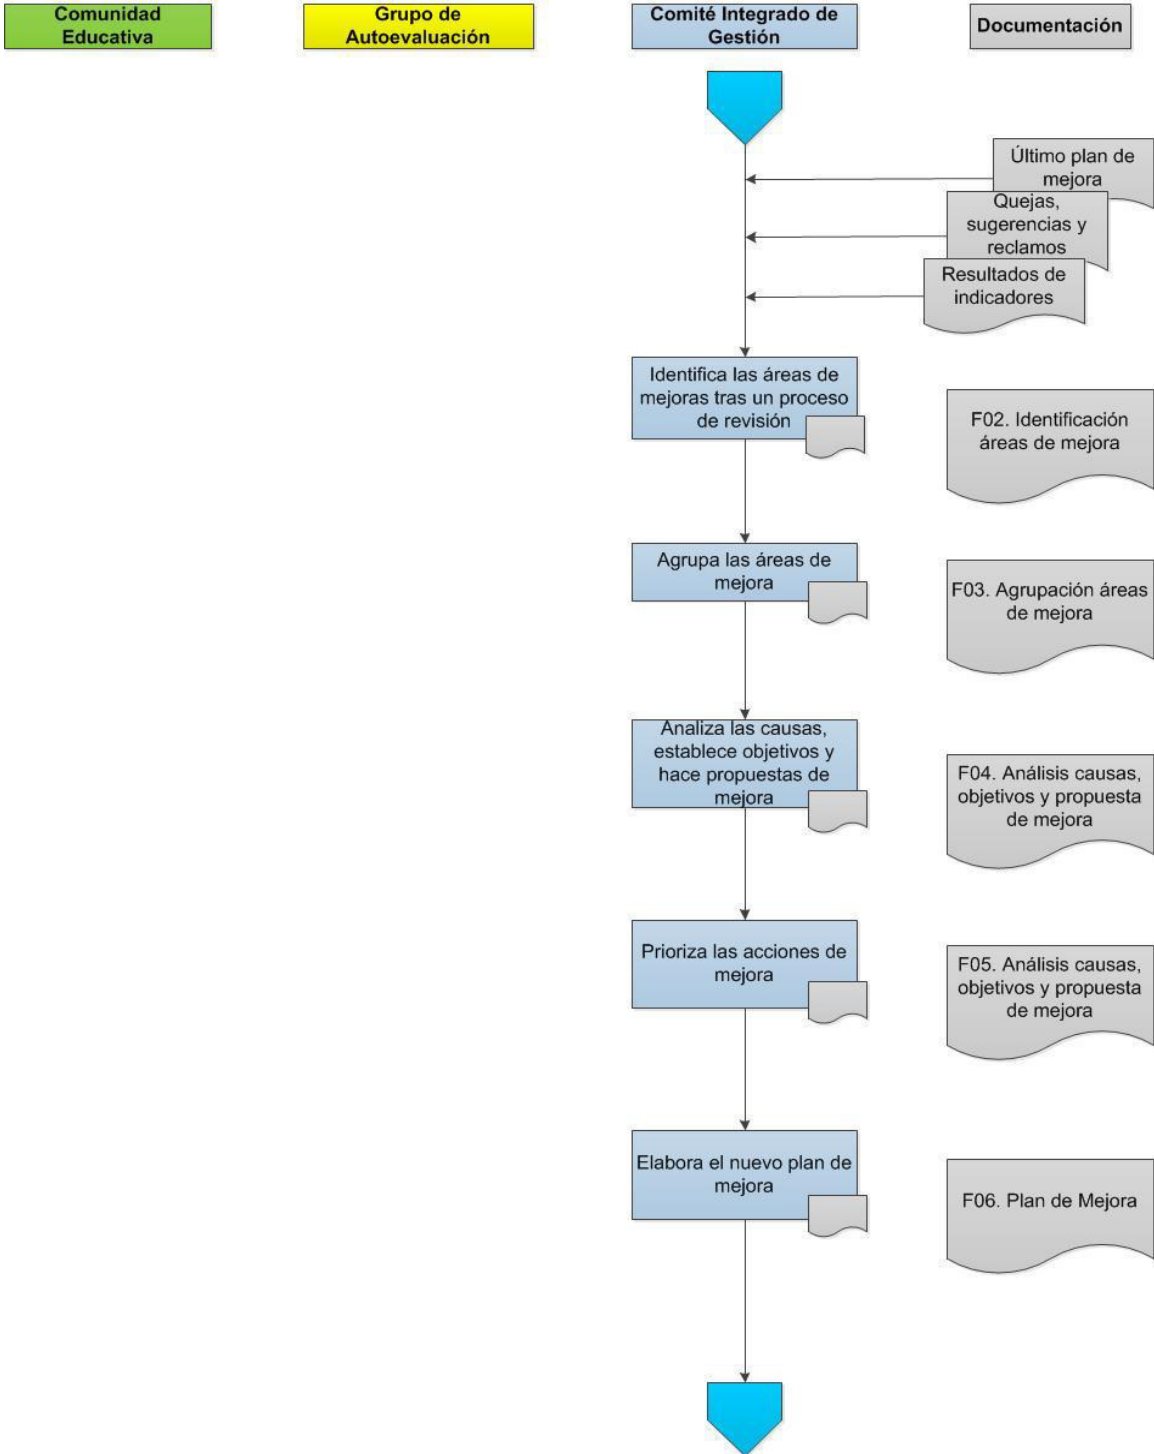 Comunidad
Educativa
Grupo de
Autoevaluación
Comité Integrado de
Gestión
Documentación
Último plan de
mejora
Quejas,
sugerencias y
reclamos
Resultados de
indicadores
Identifica las áreas de
mejoras tras un proceso
de revisión
F02. Identificación
áreas de mejora
Agrupa las áreas de
mejora
F03. Agrupación áreas
de mejora
Analiza las causas,
establece objetivos y
hace propuestas de
mejora
F04. Análisis causas,
objetivos y propuesta
de mejora
Prioriza las acciones de
mejora
F05. Análisis causas,
objetivos y propuesta
de mejora
Elabora el nuevo plan de
mejora
F06. Plan de Mejora